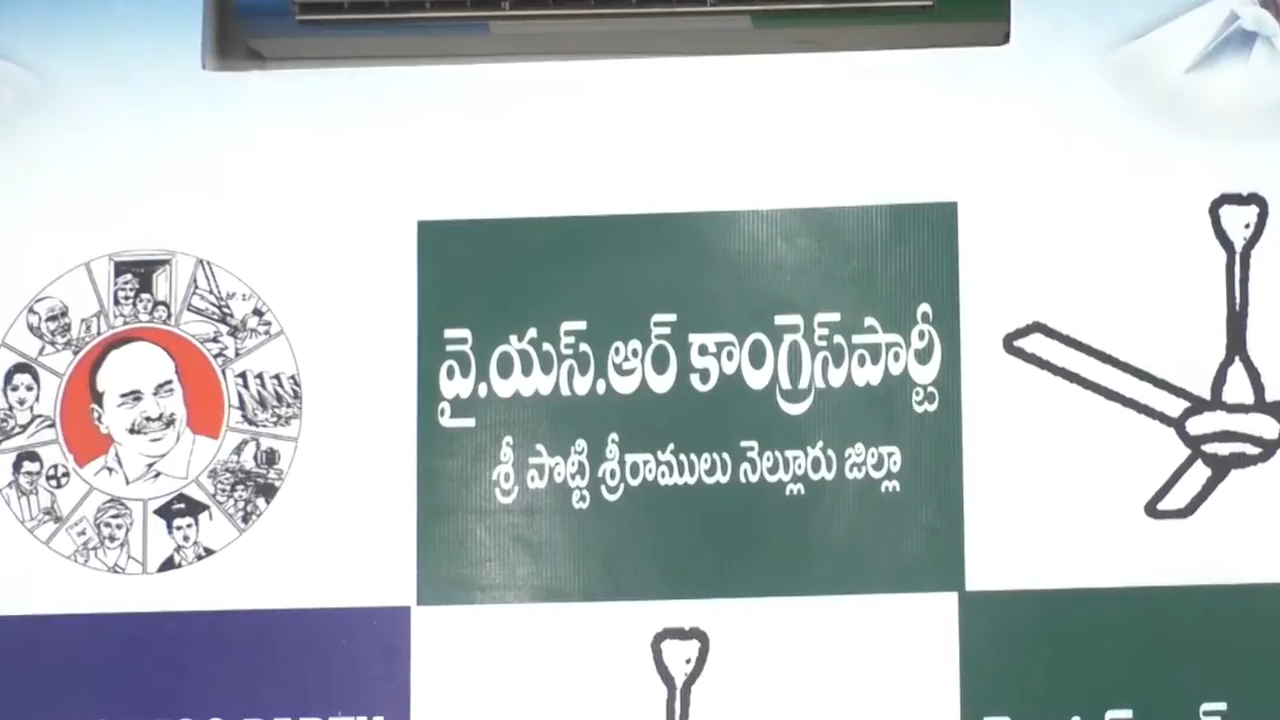 వై.యస్.ఆర్ కాంగ్రెస్‌పార్టీ
శ్రీ పొట్టి శ్రీరాములు నెల్లూరు జిల్లా